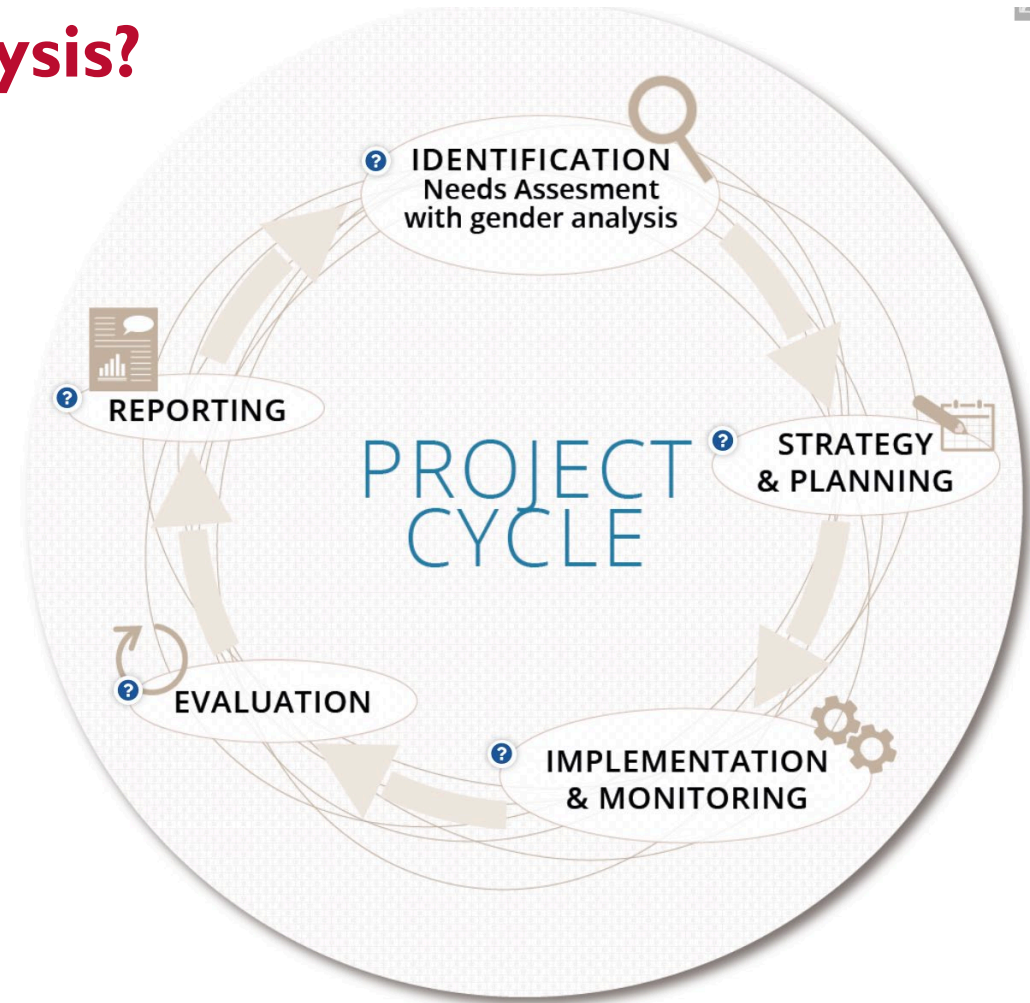 ysis?
IDENTIFICATION
Needs Assesment
with gender analysis
REPORTING
PROJECT
CYCLE
STRATEGY
& PLANNING
EVALUATION
IMPLEMENTATION
& MONITORING